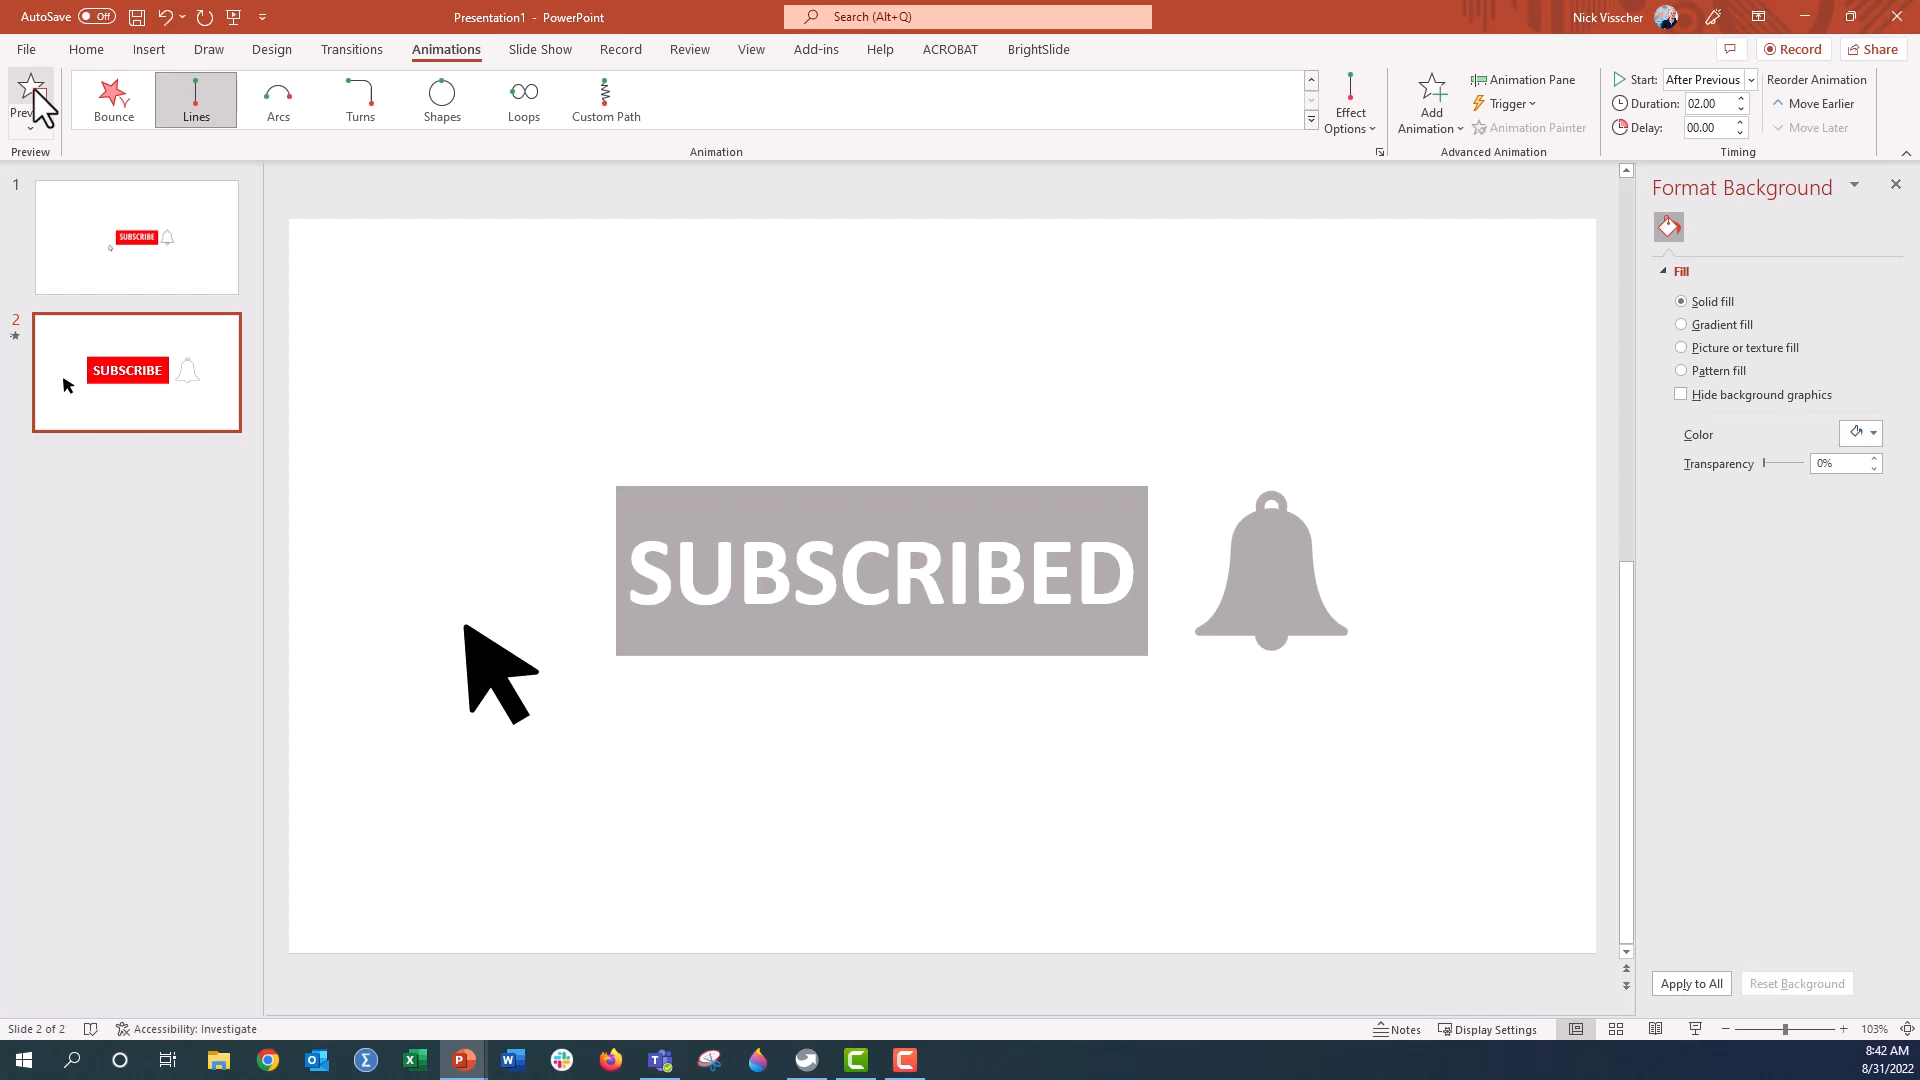 AutoSave Off
Presentation1 - PowerPoint
Search (Alt+Q)
Nick Visscher
File Home Insert Draw Design Transitions Animations Slide Show Record Review View Add-ins Help ACROBAT BrightSlide
Record Share
Bounce Lines Arcs Turns Shapes Loops Custom Path
Effect Options
Add Animation
Animation Pane
Trigger
Animation Painter
Start: After Previous
Duration: 02.00
Delay: 00.00
Reorder Animation
Move Earlier
Move Later
Preview Animation Advanced Animation Timing
1
SUBSCRIBE
2
SUBSCRIBE
SUBSCRIBED
Format Background
Fill
Solid fill
Gradient fill
Picture or texture fill
Pattern fill
Hide background graphics
Color
Transparency 0%
Apply to All Reset Background
Slide 2 of 2 Accessibility: Investigate Notes Display Settings 103%
8:42 AM
8/31/2022